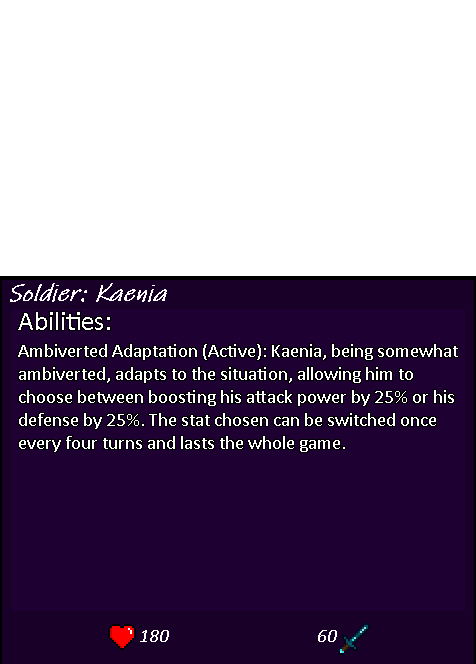 Soldier: Kaenia
Abilities:
Ambiverted Adaptation (Active): Kaenia, being somewhat
ambiverted, adapts to the situation, allowing him to
choose between boosting his attack power by 25% or his
defense by 25%. The stat chosen can be switched once
every four turns and lasts the whole game.
180
60